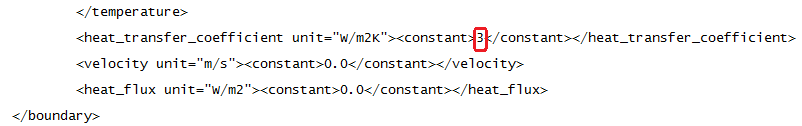 </temperature>
<heat_transfer_coefficient unit="W/m2K"><constant>3</constant></heat_transfer_coefficient>
<velocity unit="m/s"><constant>0.0</constant></velocity>
<heat_flux unit="W/m2"><constant>0.0</constant></heat_flux>
</boundary>